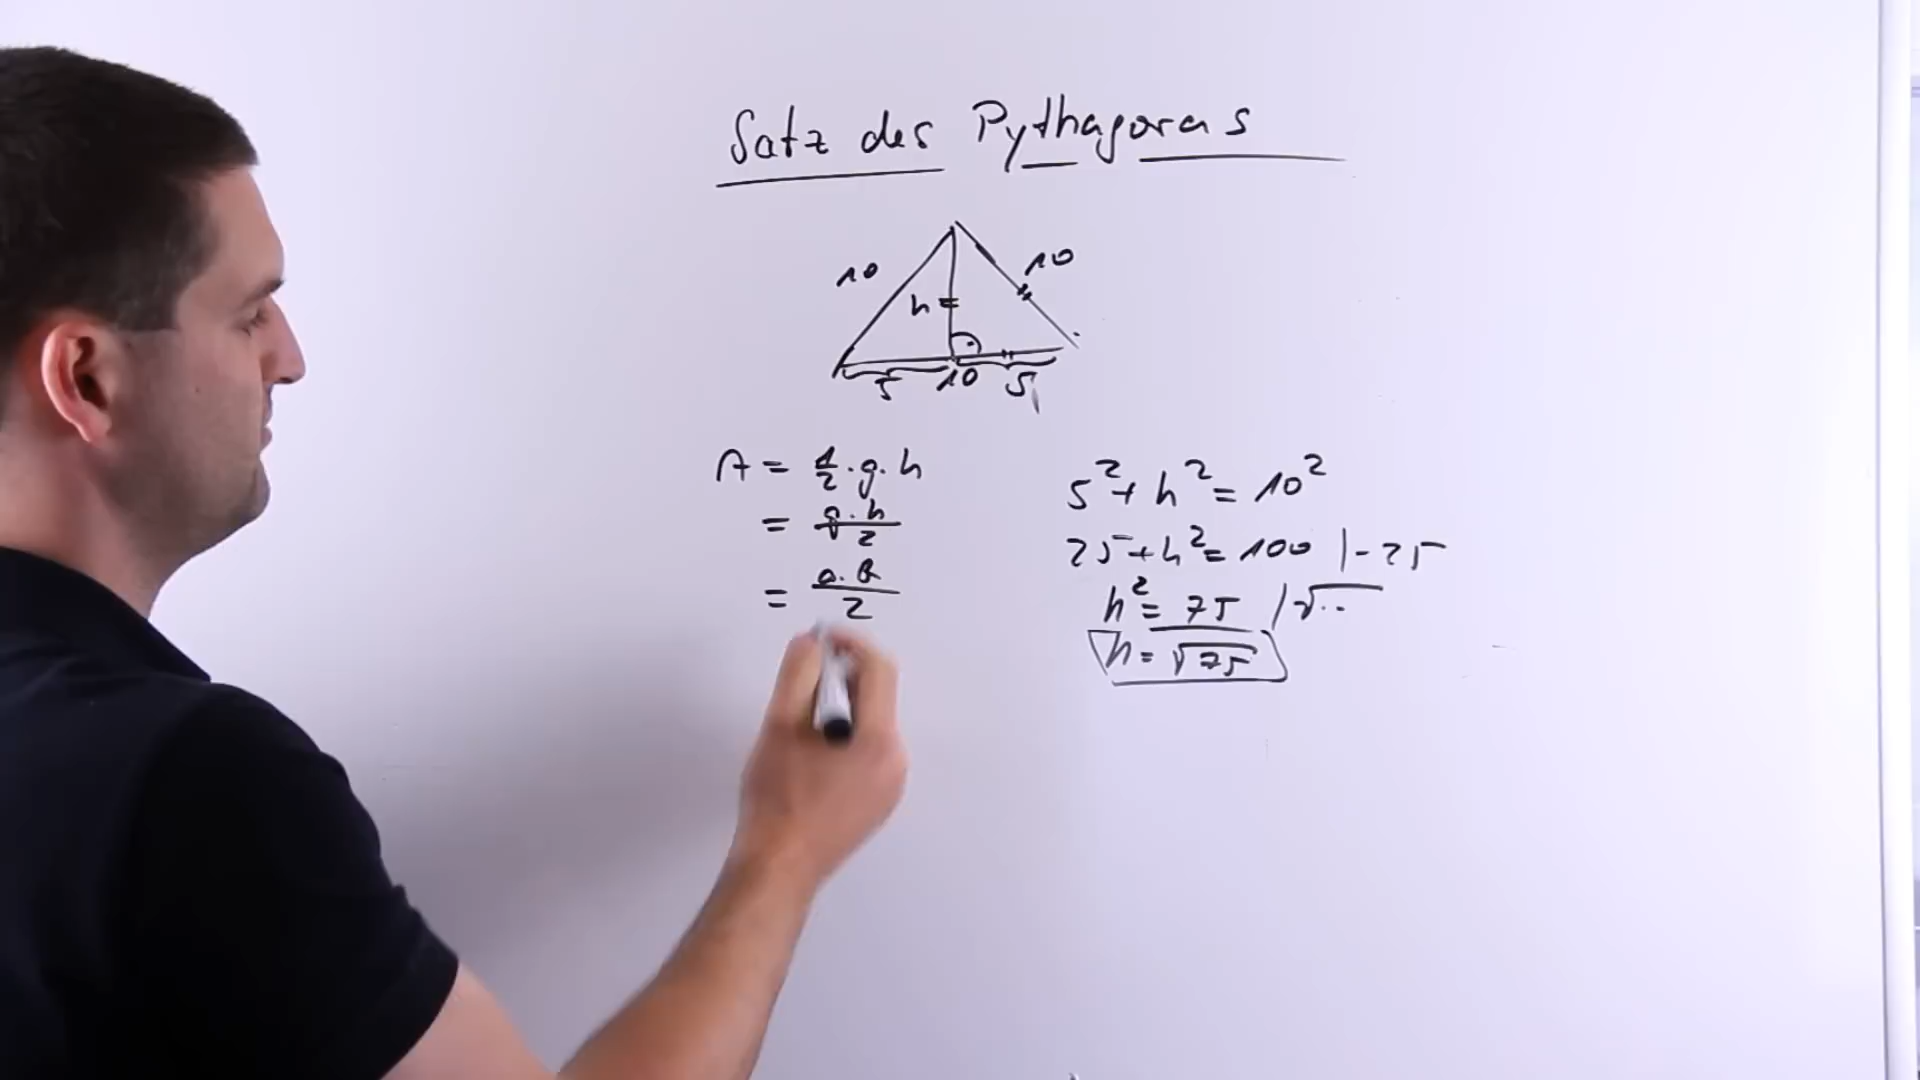 Satz des Pythagoras
10
10
h
5 10 5
A = 1/2 · g · h
= g · h / 2
= a · b / 2
5² + h² = 10²
25 + h² = 100 | - 25
h² = 75 | √...
h = √75